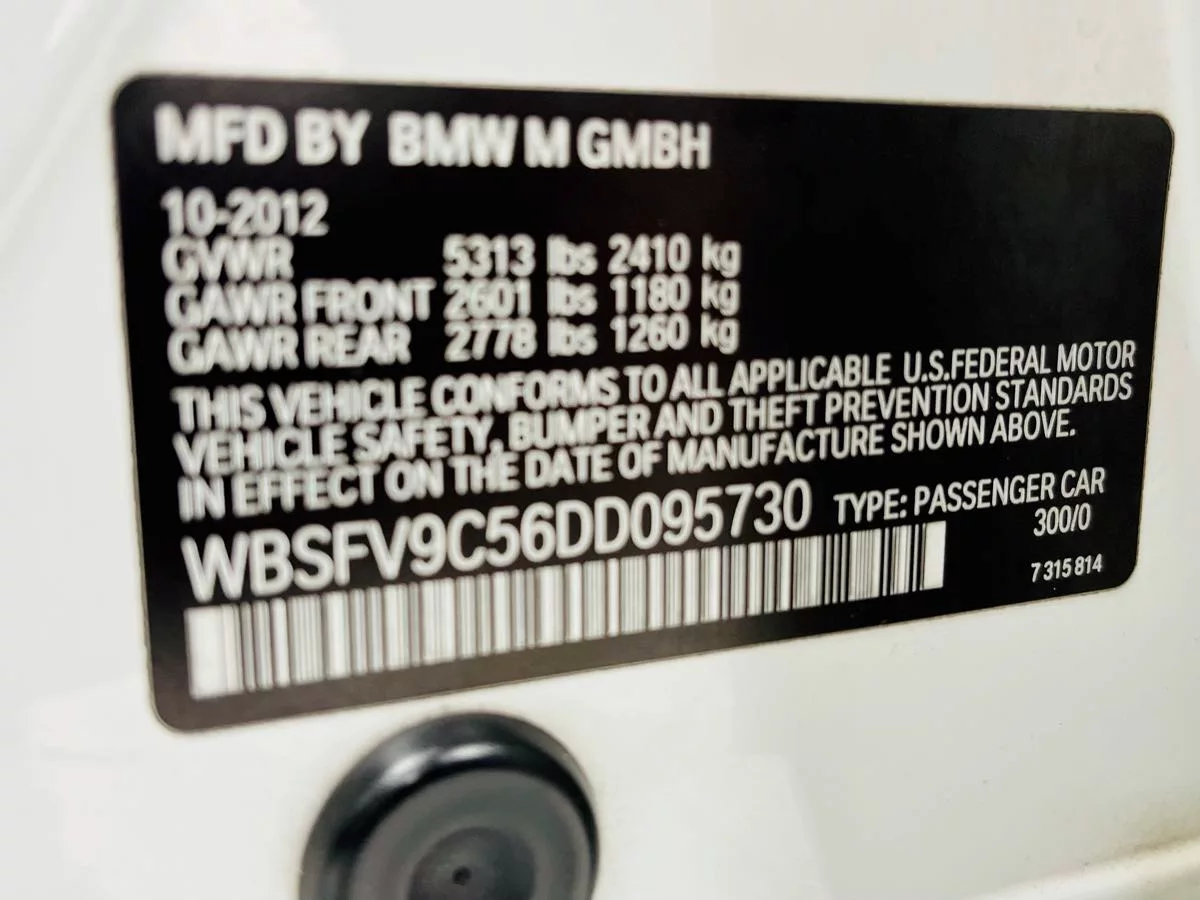 MFD BY BMW M GMBH
10-2012
GVWR 5313 lbs 2410 kg
GAWR FRONT 2601 lbs 1180 kg
GAWR REAR 2778 lbs 1260 kg
THIS VEHICLE CONFORMS TO ALL APPLICABLE U.S.FEDERAL MOTOR
VEHICLE SAFETY, BUMPER AND THEFT PREVENTION STANDARDS
IN EFFECT ON THE DATE OF MANUFACTURE SHOWN ABOVE.
WBSFV9C56DD095730 TYPE: PASSENGER CAR
300/0
7 315 814